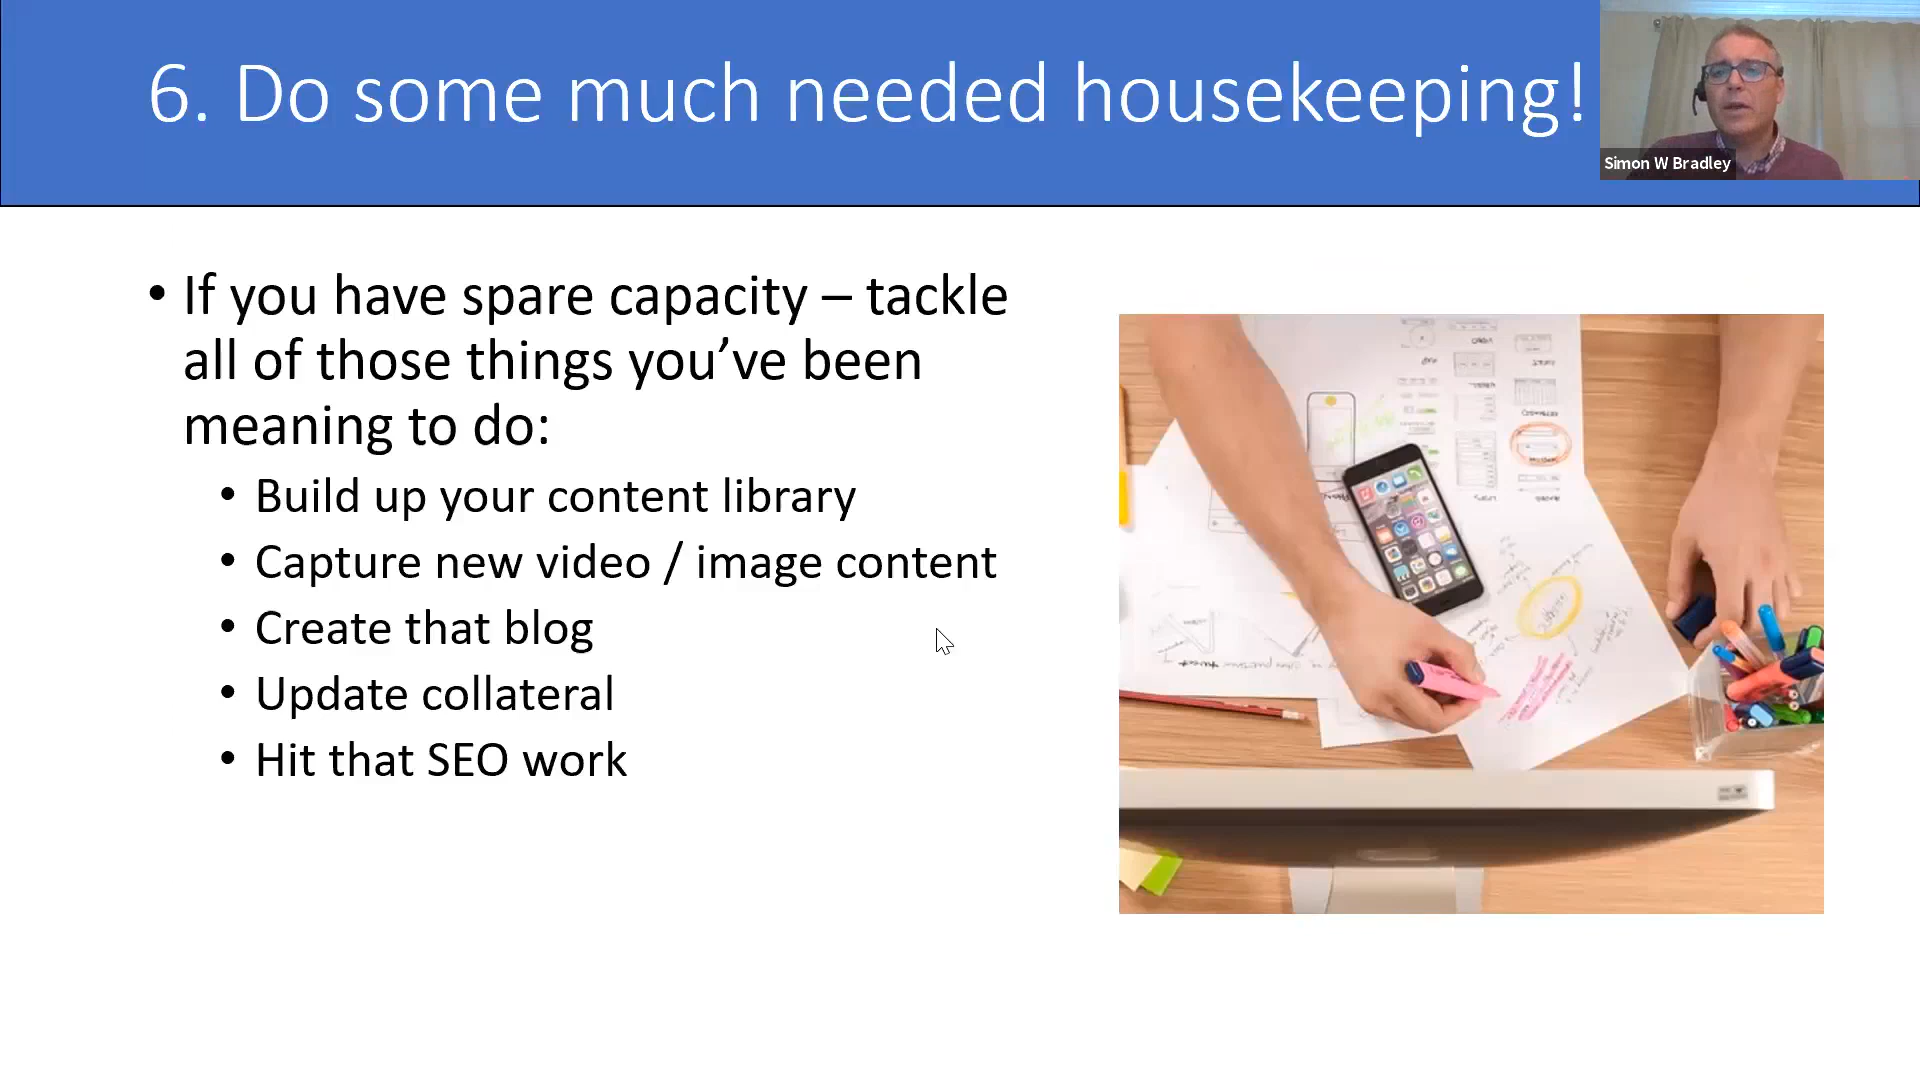 6. Do some much needed housekeeping!
Simon W Bradley
• If you have spare capacity – tackle
all of those things you’ve been
meaning to do:
• Build up your content library
• Capture new video / image content
• Create that blog
• Update collateral
• Hit that SEO work